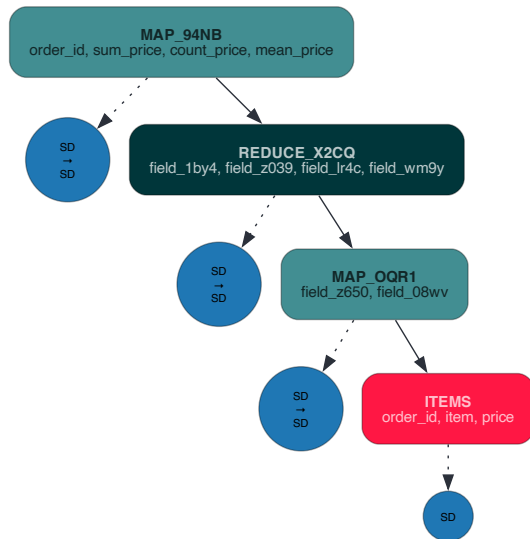 MAP_94NB
order_id, sum_price, count_price, mean_price
SD
→
SD
REDUCE_X2CQ
field_1by4, field_z039, field_lr4c, field_wm9y
SD
→
SD
MAP_OQR1
field_z650, field_08wv
SD
→
SD
ITEMS
order_id, item, price
SD